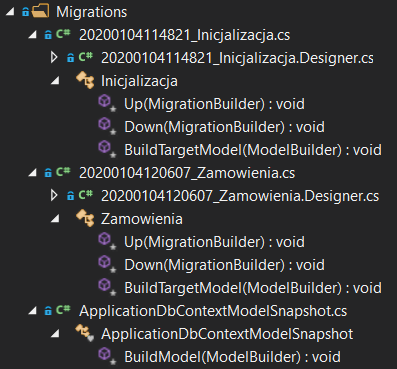 Migrations
C# 20200104114821_Inicjalizacja.cs
C# 20200104114821_Inicjalizacja.Designer.cs
Inicjalizacja
Up(MigrationBuilder) : void
Down(MigrationBuilder) : void
BuildTargetModel(ModelBuilder) : void
C# 20200104120607_Zamowienia.cs
C# 20200104120607_Zamowienia.Designer.cs
Zamowienia
Up(MigrationBuilder) : void
Down(MigrationBuilder) : void
BuildTargetModel(ModelBuilder) : void
C# ApplicationDbContextModelSnapshot.cs
ApplicationDbContextModelSnapshot
BuildModel(ModelBuilder) : void